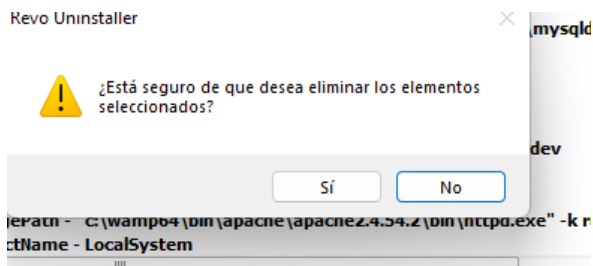 Revo Uninstaller
\mysqld
¿Está seguro de que desea eliminar los elementos
seleccionados?
dev
Sí
No
gePath - "c:\wamp64\bin\apache\apache2.4.54.2\bin\httpd.exe" -k r
ctName - LocalSystem